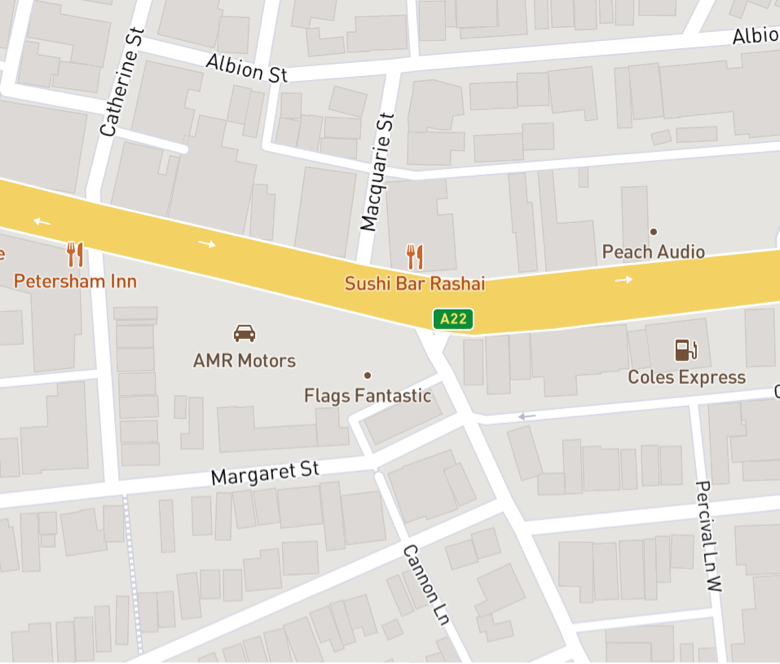 Albio
Catherine St
Albion St
Macquarie St
Peach Audio
e
Petersham Inn
Sushi Bar Rashai
A22
AMR Motors
Coles Express
Flags Fantastic
Margaret St
Percival Ln W
Cannon Ln